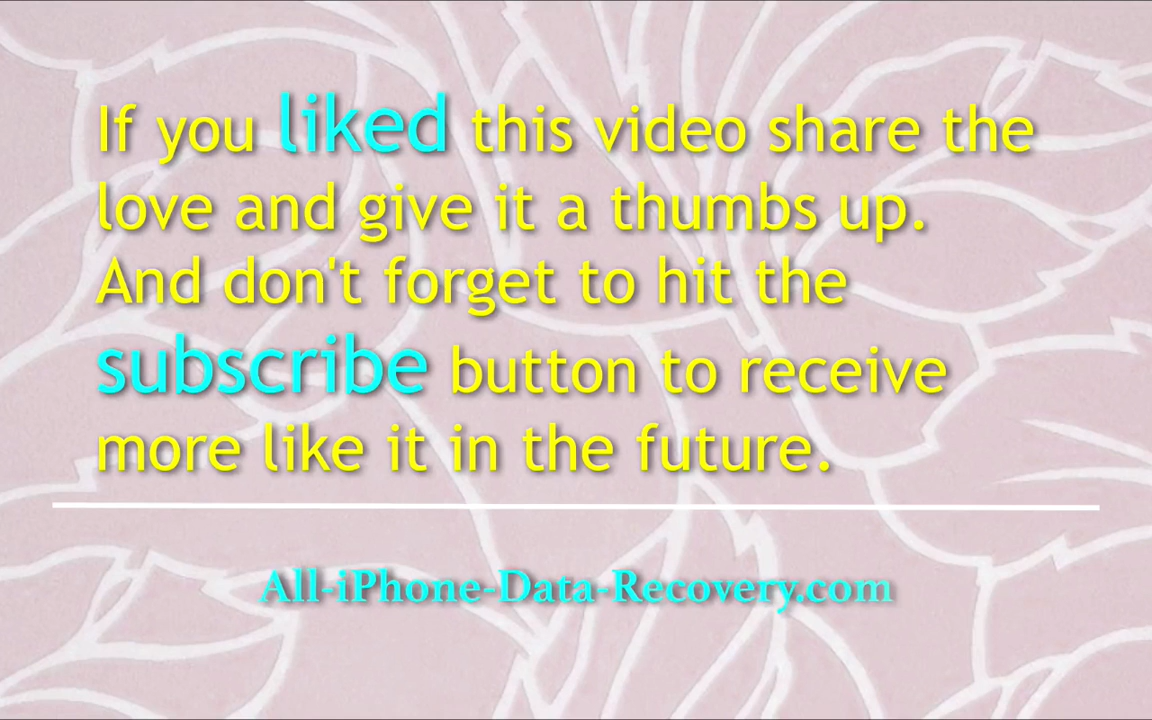 If you liked this video share the
love and give it a thumbs up.
And don't forget to hit the
subscribe button to receive
more like it in the future.
All-iPhone-Data-Recovery.com